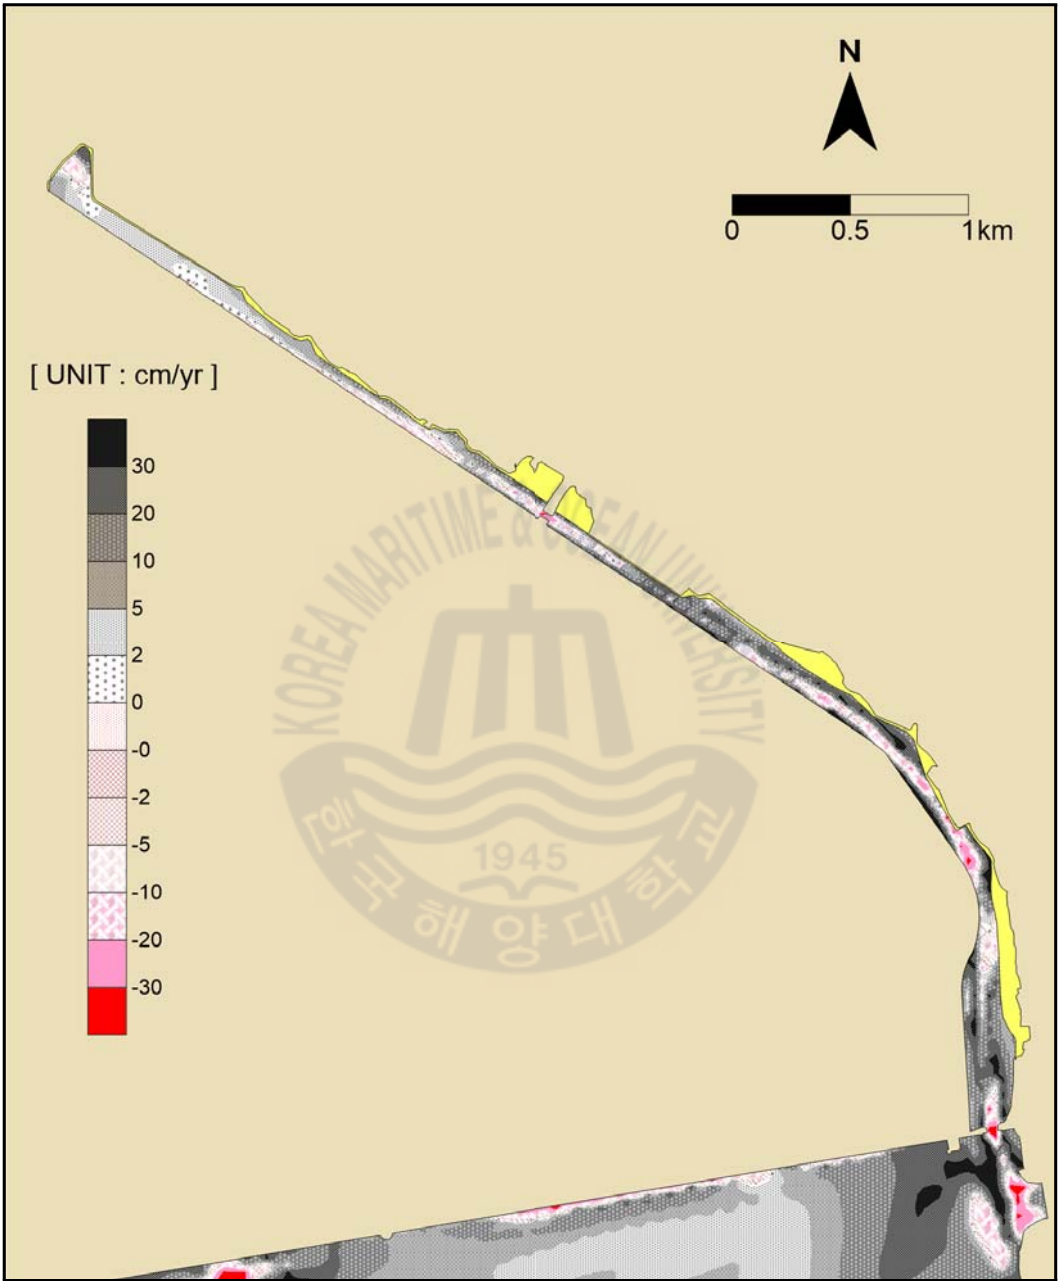 N
0 0.5 1km
[ UNIT : cm/yr ]
30
20
10
5
2
0
-0
-2
-5
-10
-20
-30
KOREA MARITIME & OCEAN UNIVERSITY
1945
한국해양대학교